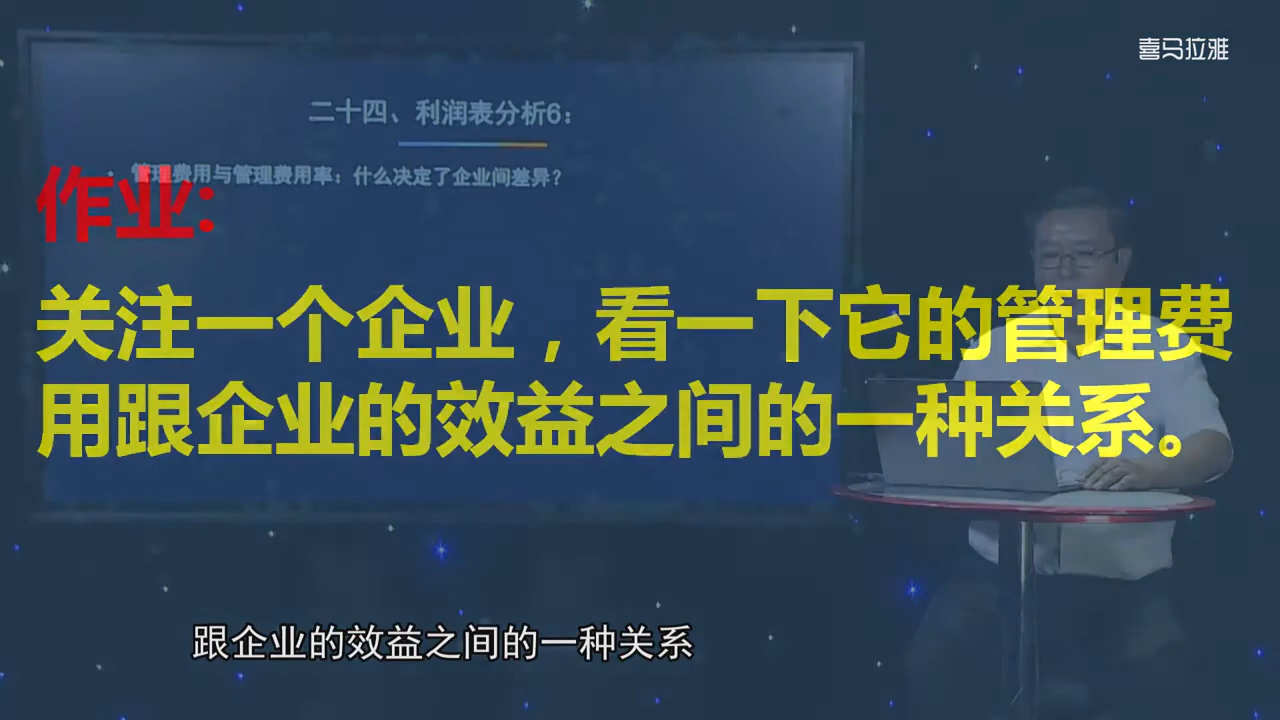 喜马拉雅
二十四、利润表分析6：
· 管理费用与管理费用率：什么决定了企业间差异？
作业:
关注一个企业，看一下它的管理费
用跟企业的效益之间的一种关系。
跟企业的效益之间的一种关系